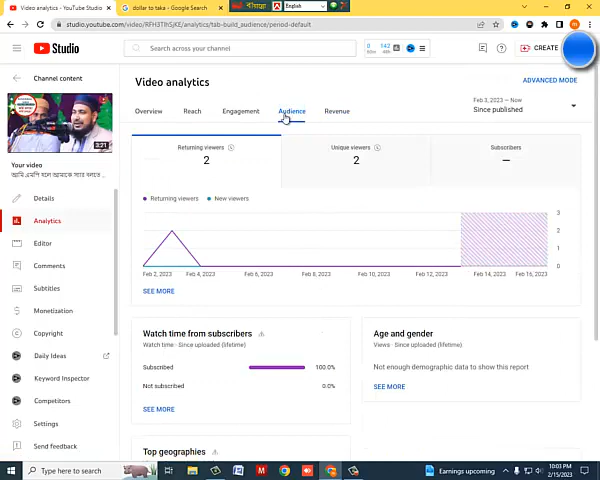 Video analytics - YouTube Studio
dollar to taka - Google Search
English
studio.youtube.com/video/RFH3TIhSjKE/analytics/tab-build_audience/period-default
Studio
Search across your channel
CREATE
Channel content
Video analytics
ADVANCED MODE
Overview
Reach
Engagement
Audience
Revenue
Feb 3, 2023 – Now
Since published
3:21
Your video
আমি এমপি হলে আমাকে স্যার বলতে ...
Details
Analytics
Editor
Comments
Subtitles
Monetization
Copyright
Daily Ideas
Keyword Inspector
Competitors
Settings
Send feedback
Returning viewers
2
Unique viewers
2
Subscribers
—
Returning viewers
New viewers
3
2
1
0
Feb 2, 2023
Feb 4, 2023
Feb 6, 2023
Feb 8, 2023
Feb 10, 2023
Feb 12, 2023
Feb 14, 2023
Feb 16, 2023
SEE MORE
Watch time from subscribers
Watch time · Since uploaded (lifetime)
Subscribed 100.0%
Not subscribed 0.0%
SEE MORE
Age and gender
Views · Since uploaded (lifetime)
Not enough demographic data to show this report
SEE MORE
Top geographies
Type here to search
Earnings upcoming
10:03 PM
2/15/2023